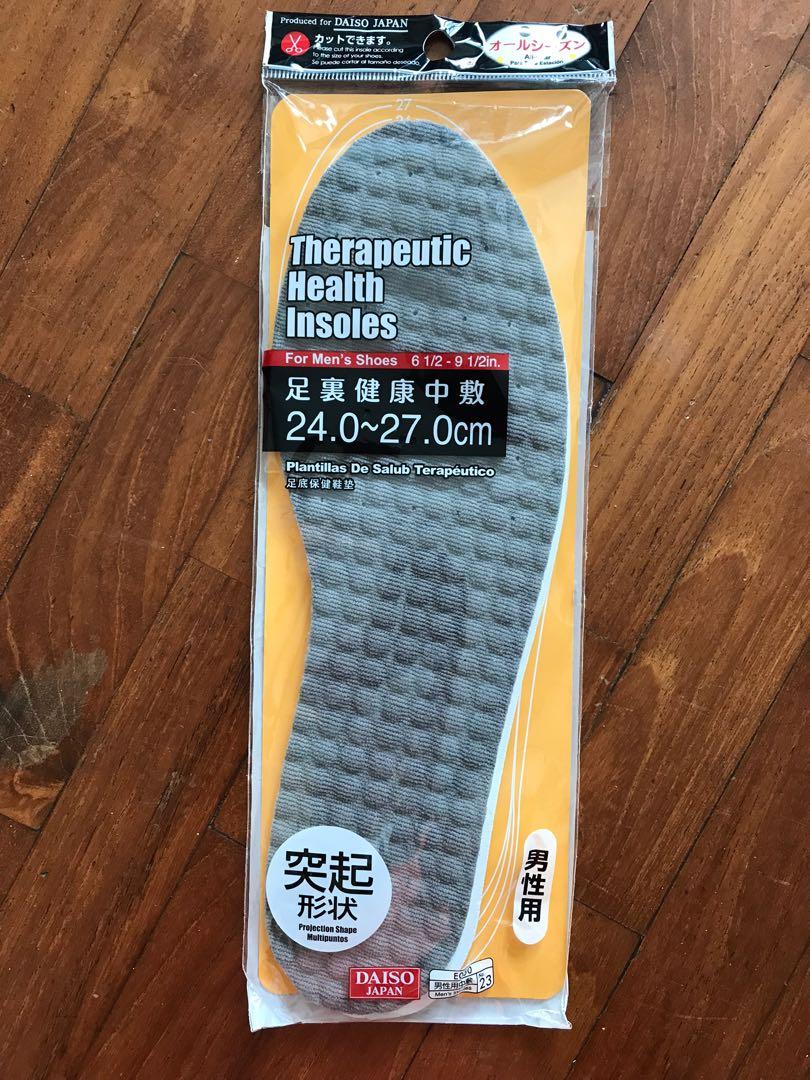 Produced for DAISO JAPAN
カットできます。
Please cut this insole according
to the size of your shoes.
Se puede cortar al tamaño deseado.
オールシーズン
Para Toda Estación
27
Therapeutic
Health
Insoles
For Men's Shoes 6 1/2 - 9 1/2in.
足裏健康中敷
24.0~27.0cm
Plantillas De Salub Terapéutico
足底保健鞋垫
突起
形状
Projection Shape
Multipuntos
男性用
DAISO
JAPAN
男性用中敷
No
23